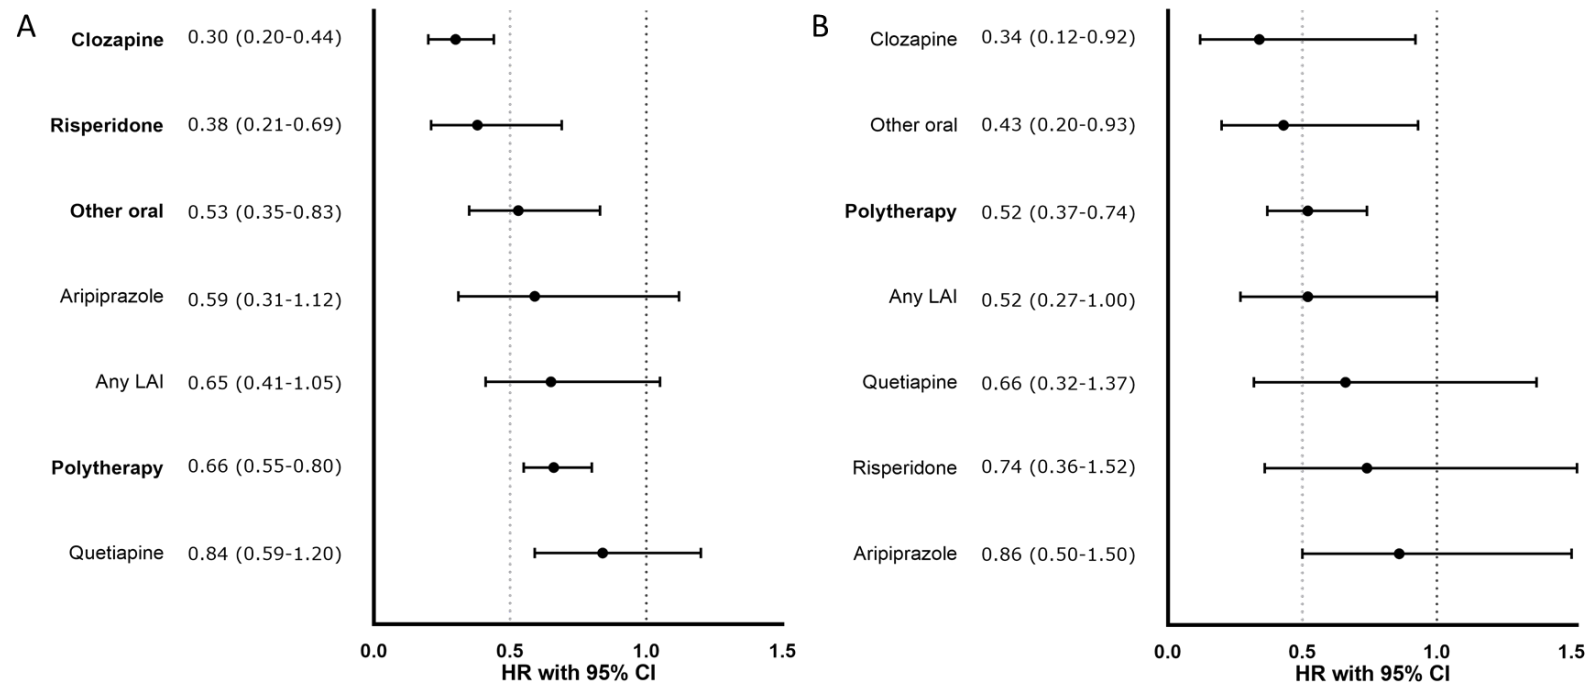 A
Clozapine 0.30 (0.20-0.44)
Risperidone 0.38 (0.21-0.69)
Other oral 0.53 (0.35-0.83)
Aripiprazole 0.59 (0.31-1.12)
Any LAI 0.65 (0.41-1.05)
Polytherapy 0.66 (0.55-0.80)
Quetiapine 0.84 (0.59-1.20)
0.0 0.5 1.0 1.5
HR with 95% CI
B
Clozapine 0.34 (0.12-0.92)
Other oral 0.43 (0.20-0.93)
Polytherapy 0.52 (0.37-0.74)
Any LAI 0.52 (0.27-1.00)
Quetiapine 0.66 (0.32-1.37)
Risperidone 0.74 (0.36-1.52)
Aripiprazole 0.86 (0.50-1.50)
0.0 0.5 1.0 1.5
HR with 95% CI